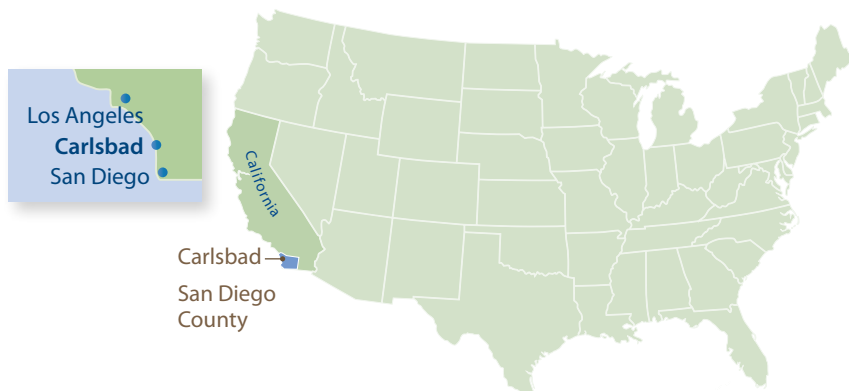 Los Angeles
Carlsbad
San Diego
California
Carlsbad
San Diego
County